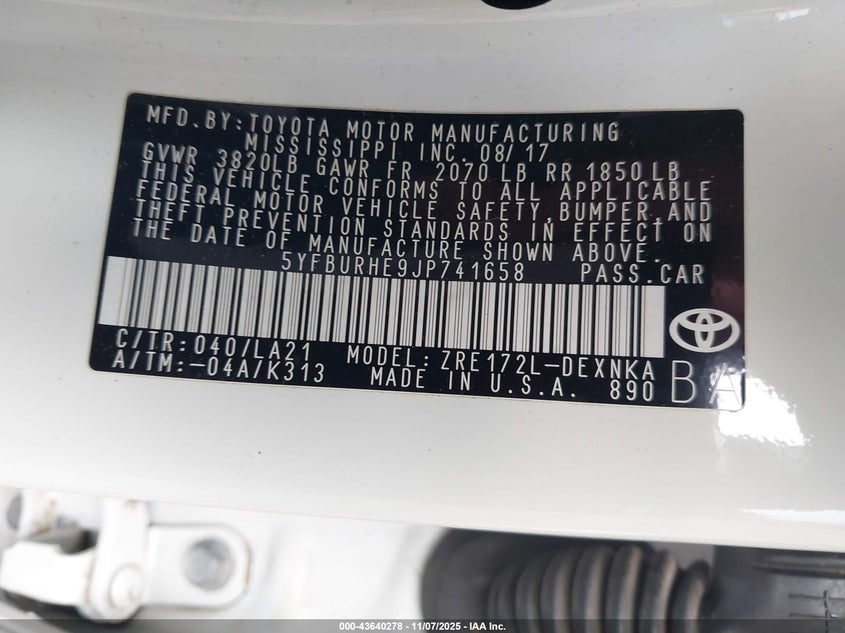 MFD.BY:TOYOTA MOTOR MANUFACTURING
MISSISSIPPI INC. 08/17
GVWR 3820LB GAWR FR 2070 LB RR 1850 LB
THIS VEHICLE CONFORMS TO ALL APPLICABLE
FEDERAL MOTOR VEHICLE SAFETY,BUMPER,AND
THEFT PREVENTION STANDARDS IN EFFECT ON
THE DATE OF MANUFACTURE SHOWN ABOVE.
5YFBURHE9JP741658 PASS.CAR
C/TR:040/LA21 MODEL:ZRE172L-DEXNKA
A/TM:-04A/K313 MADE IN U.S.A. 890 BA
000-43640278 - 11/07/2025 - IAA Inc.